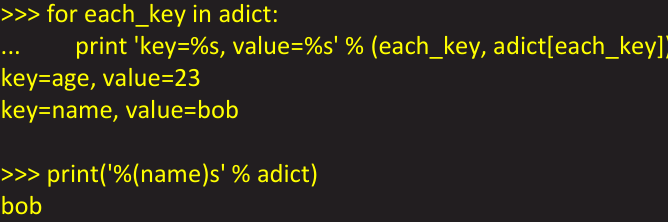 >>> for each_key in adict:
... print 'key=%s, value=%s' % (each_key, adict[each_key])
key=age, value=23
key=name, value=bob
>>> print('%(name)s' % adict)
bob